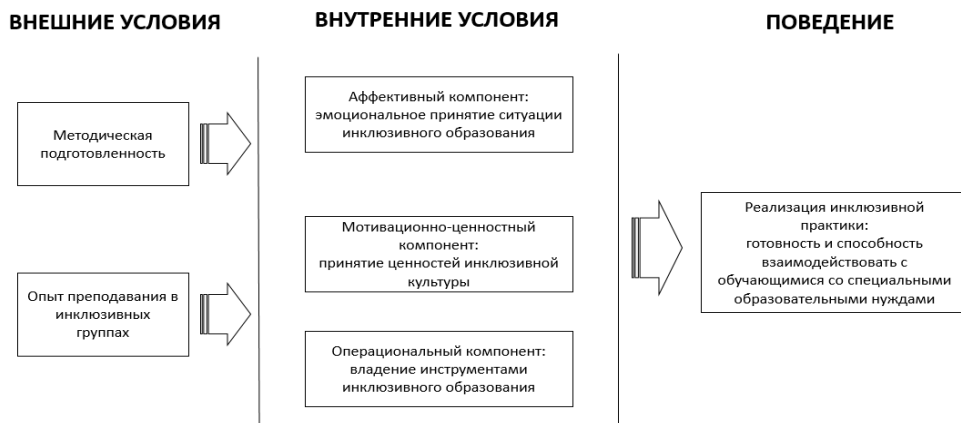 ВНЕШНИЕ УСЛОВИЯ
ВНУТРЕННИЕ УСЛОВИЯ
ПОВЕДЕНИЕ
Методическая
подготовленность
Опыт преподавания в
инклюзивных
группах
Аффективный компонент:
эмоциональное принятие ситуации
инклюзивного образования
Мотивационно-ценностный
компонент:
принятие ценностей инклюзивной
культуры
Операциональный компонент:
владение инструментами
инклюзивного образования
Реализация инклюзивной
практики:
готовность и способность
взаимодействовать с
обучающимися со специальными
образовательными нуждами